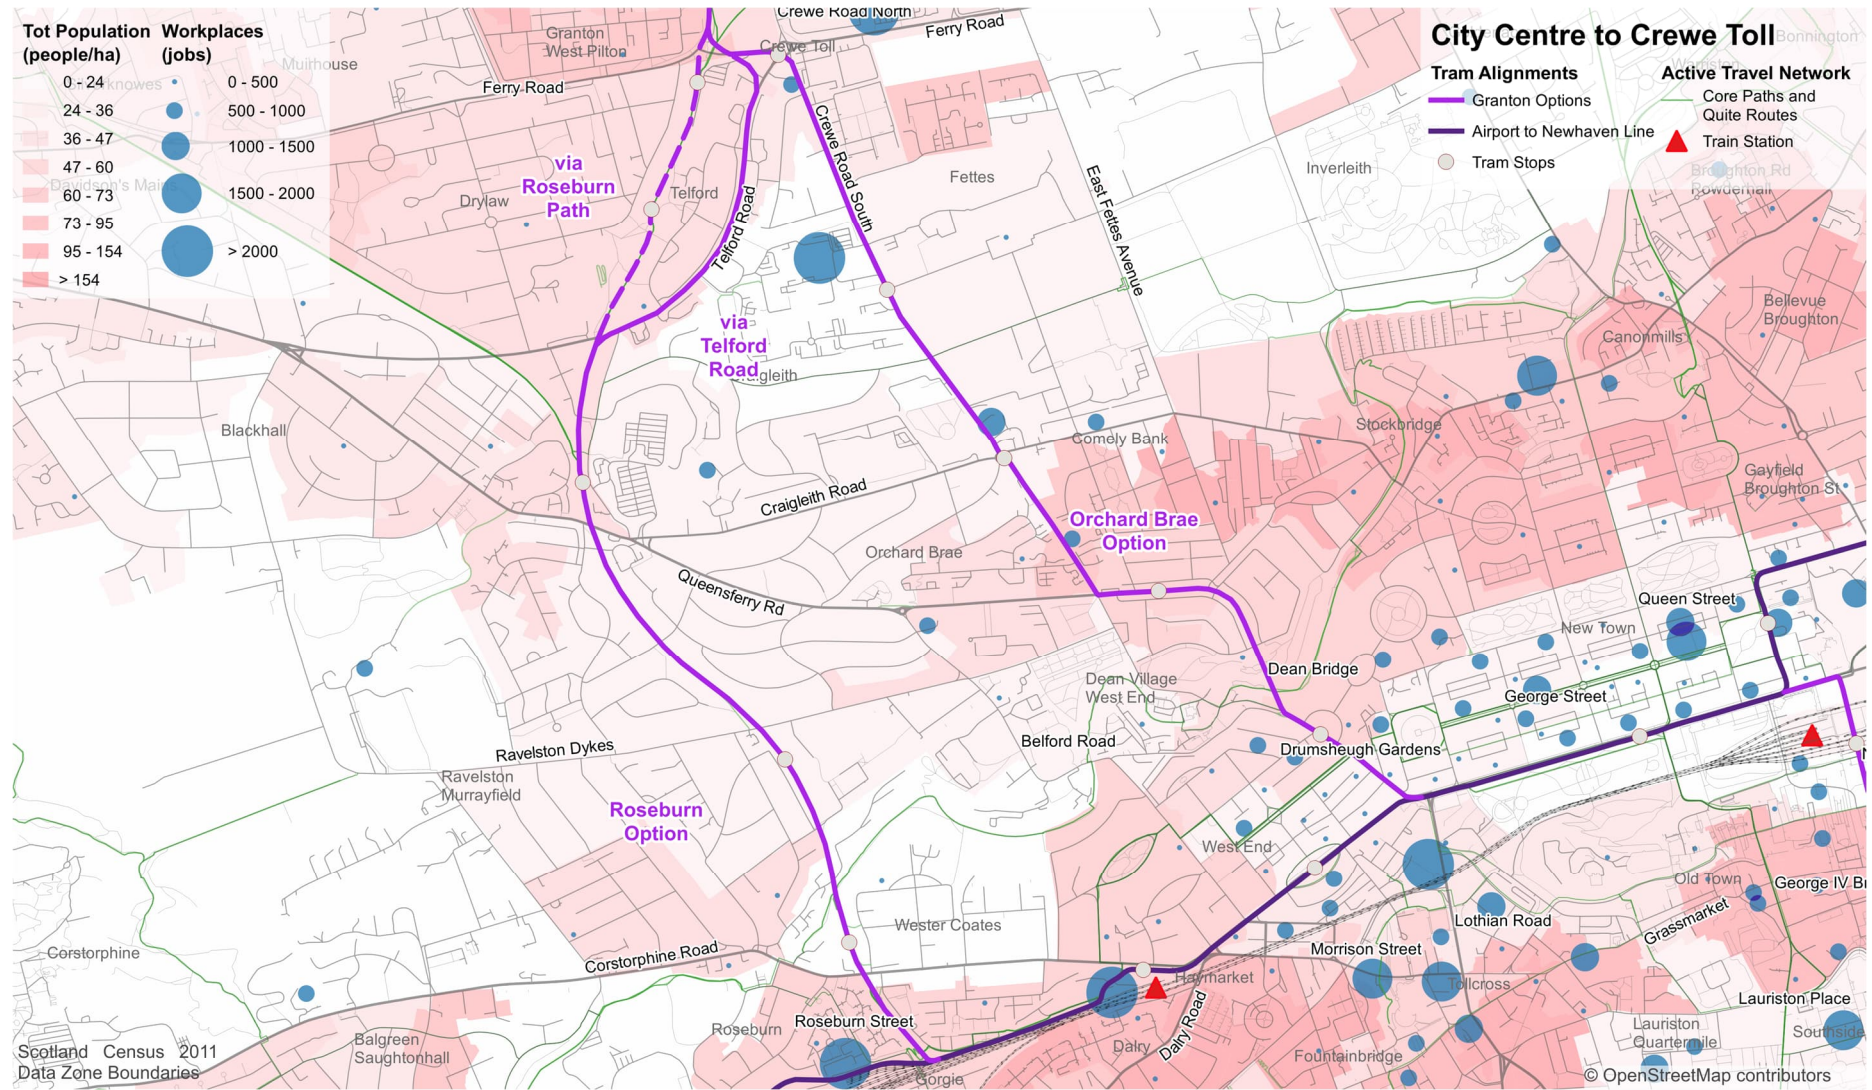 City Centre to Crewe Toll
Tot Population
(people/ha)
0 - 24
24 - 36
36 - 47
47 - 60
60 - 73
73 - 95
95 - 154
> 154
Workplaces
(jobs)
0 - 500
500 - 1000
1000 - 1500
1500 - 2000
> 2000
Tram Alignments
Granton Options
Airport to Newhaven Line
Tram Stops
Active Travel Network
Core Paths and
Quite Routes
Train Station
Crewe Road North
Ferry Road
Granton
West Pilton
Crewe Toll
Muirhouse
Ferry Road
Bonnington
Warriston
Broughton Rd
Powderhall
Davidson's Mains
Drylaw
via
Roseburn
Path
Telford
Telford Road
Crewe Road South
Fettes
East Fettes Avenue
Inverleith
via
Telford
Road
Craigleith
Bellevue
Broughton
Canonmills
Blackhall
Comely Bank
Stockbridge
Gayfield
Broughton St
Craigleith Road
Orchard Brae
Option
Orchard Brae
Queensferry Rd
Queen Street
New Town
Dean Bridge
Dean Village
West End
George Street
Belford Road
Drumsheugh Gardens
Ravelston Dykes
Ravelston
Murrayfield
Roseburn
Option
West End
Old Town
George IV Br
Grassmarket
Lothian Road
Wester Coates
Corstorphine
Corstorphine Road
Morrison Street
Haymarket
Tollcross
Lauriston Place
Roseburn
Roseburn Street
Dalry Road
Dalry
Fountainbridge
Lauriston
Quartermile
Southside
Balgreen
Saughtonhall
Gorgie
Scotland Census 2011
Data Zone Boundaries
© OpenStreetMap contributors